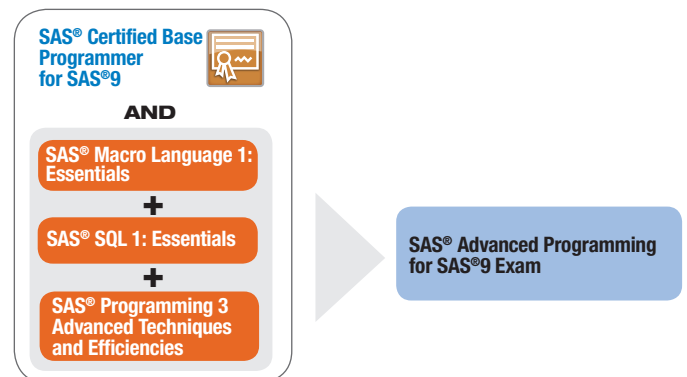 SAS® Certified Base
Programmer
for SAS®9
AND
SAS® Macro Language 1:
Essentials
+
SAS® SQL 1: Essentials
+
SAS® Programming 3
Advanced Techniques
and Efficiencies
SAS® Advanced Programming
for SAS®9 Exam